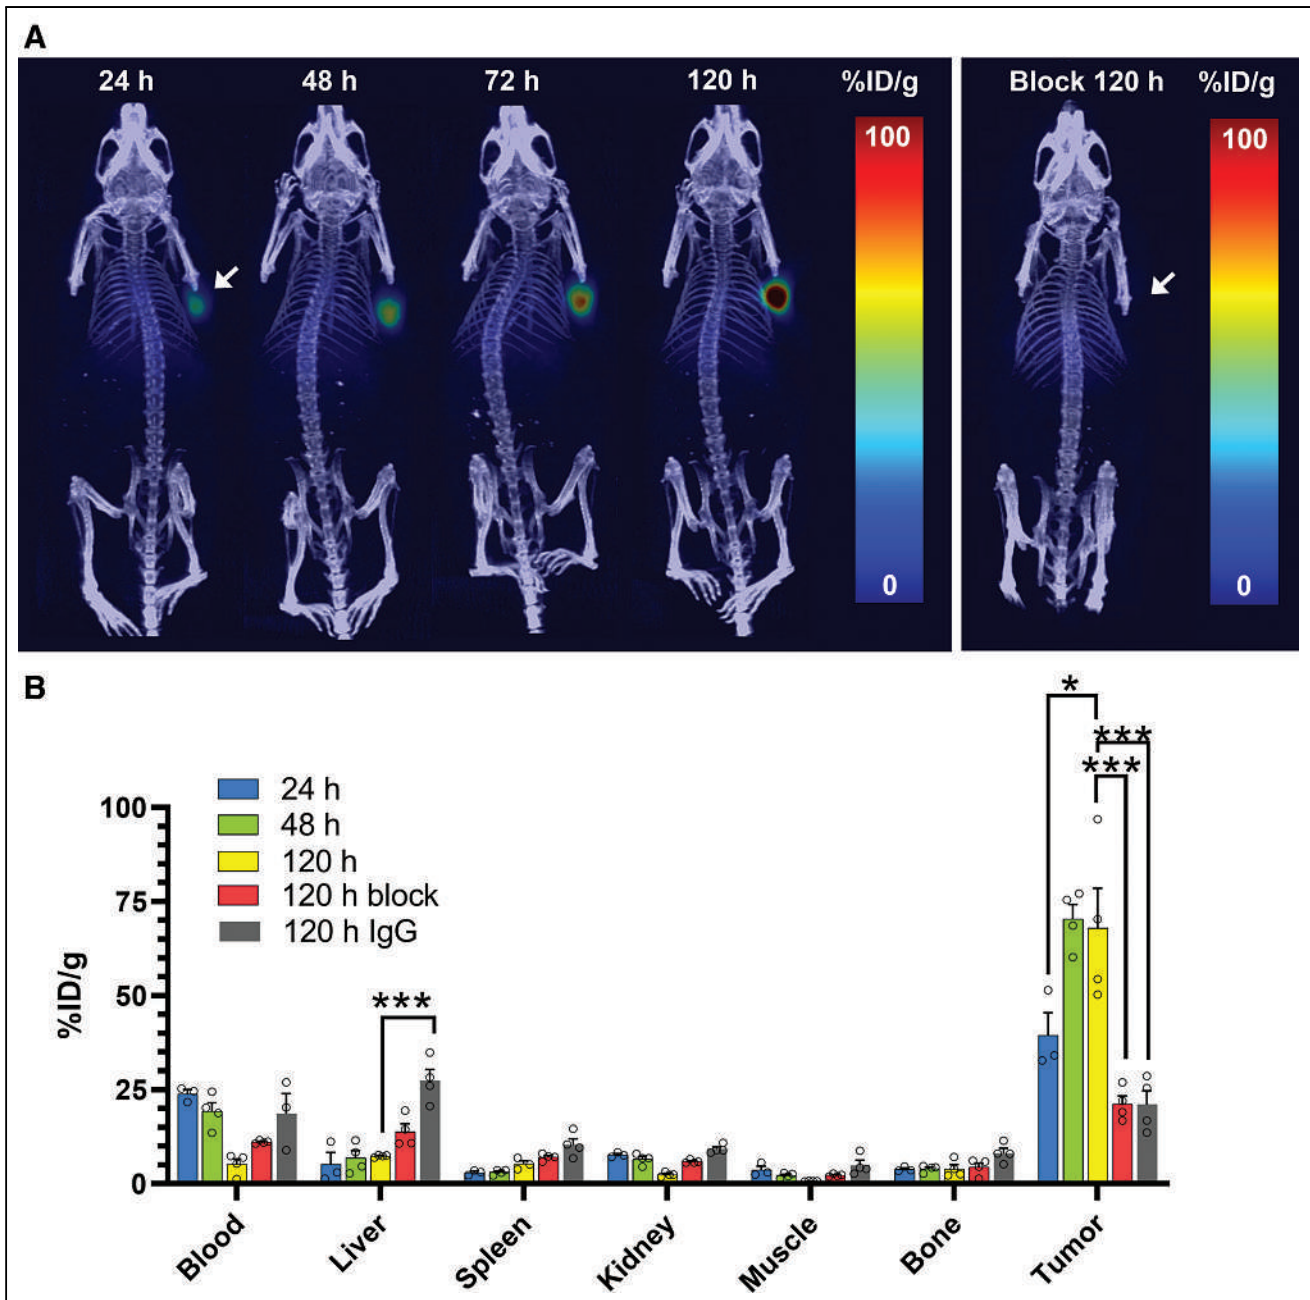 A
24 h 48 h 72 h 120 h %ID/g Block 120 h %ID/g
100 100
0 0
B
*
***
***
24 h
48 h
120 h
120 h block
120 h IgG
***
%ID/g
100
75
50
25
0
Blood Liver Spleen Kidney Muscle Bone Tumor